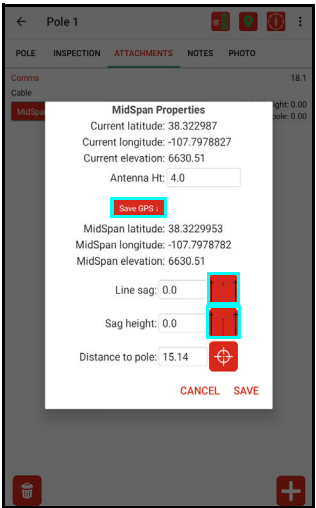 Pole 1
POLE INSPECTION ATTACHMENTS NOTES PHOTO
Comms 18.1
Cable
MidSpan Properties
Current latitude: 38.322987
Current longitude: -107.7978827
Current elevation: 6630.51
Antenna Ht: 4.0
Save GPS ↓
MidSpan latitude: 38.3229953
MidSpan longitude: -107.7978782
MidSpan elevation: 6630.51
Line sag: 0.0
Sag height: 0.0
Distance to pole: 15.14
CANCEL SAVE